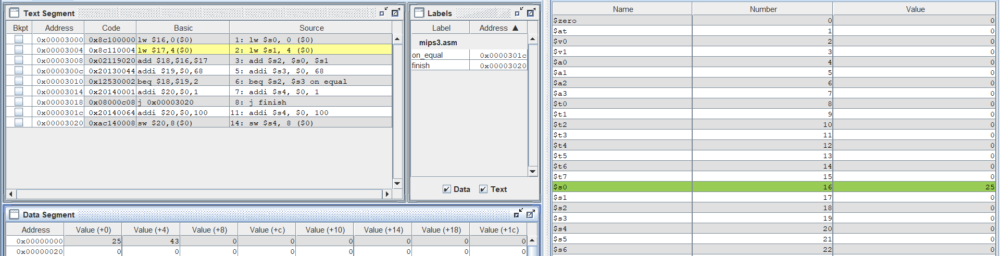 Text Segment
Bkpt Address Code Basic Source
0x00003000 0x8c100000 lw $16,0($0) 1: lw $s0, 0 ($0)
0x00003004 0x8c110004 lw $17,4($0) 2: lw $s1, 4 ($0)
0x00003008 0x02119020 add $18,$16,$17 3: add $s2, $s0, $s1
0x0000300c 0x20130044 addi $19,$0,68 5: addi $s3, $0, 68
0x00003010 0x12530002 beq $18,$19,2 6: beq $s2, $s3 on equal
0x00003014 0x20140001 addi $20,$0,1 7: addi $s4, $0, 1
0x00003018 0x08000c08 j 0x00003020 8: j finish
0x0000301c 0x20140064 addi $20,$0,100 11: addi $s4, $0, 100
0x00003020 0xac140008 sw $20,8($0) 14: sw $s4, 8 ($0)
Labels
Label Address ▲
mips3.asm
on_equal 0x0000301c
finish 0x00003020
Data Text
Data Segment
Address Value (+0) Value (+4) Value (+8) Value (+c) Value (+10) Value (+14) Value (+18) Value (+1c)
0x00000000 25 43 0 0 0 0 0 0
0x00000020 0 0 0 0 0 0 0 0
Name Number Value
$zero 0 0
$at 1 0
$v0 2 0
$v1 3 0
$a0 4 0
$a1 5 0
$a2 6 0
$a3 7 0
$t0 8 0
$t1 9 0
$t2 10 0
$t3 11 0
$t4 12 0
$t5 13 0
$t6 14 0
$t7 15 0
$s0 16 25
$s1 17 0
$s2 18 0
$s3 19 0
$s4 20 0
$s5 21 0
$s6 22 0